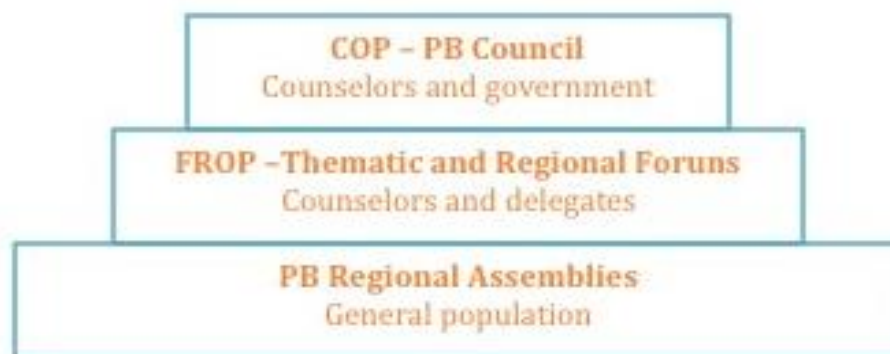 COP – PB Council
Counselors and government
FROP –Thematic and Regional Foruns
Counselors and delegates
PB Regional Assemblies
General population